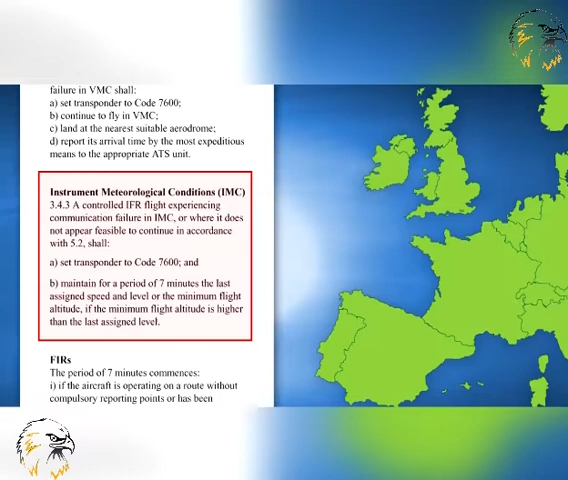 failure in VMC shall:
a) set transponder to Code 7600;
b) continue to fly in VMC;
c) land at the nearest suitable aerodrome;
d) report its arrival time by the most expeditious
means to the appropriate ATS unit.
Instrument Meteorological Conditions (IMC)
3.4.3 A controlled IFR flight experiencing
communication failure in IMC, or where it does
not appear feasible to continue in accordance
with 5.2, shall:
a) set transponder to Code 7600; and
b) maintain for a period of 7 minutes the last
assigned speed and level or the minimum flight
altitude, if the minimum flight altitude is higher
than the last assigned level.
FIRs
The period of 7 minutes commences:
i) if the aircraft is operating on a route without
compulsory reporting points or has been